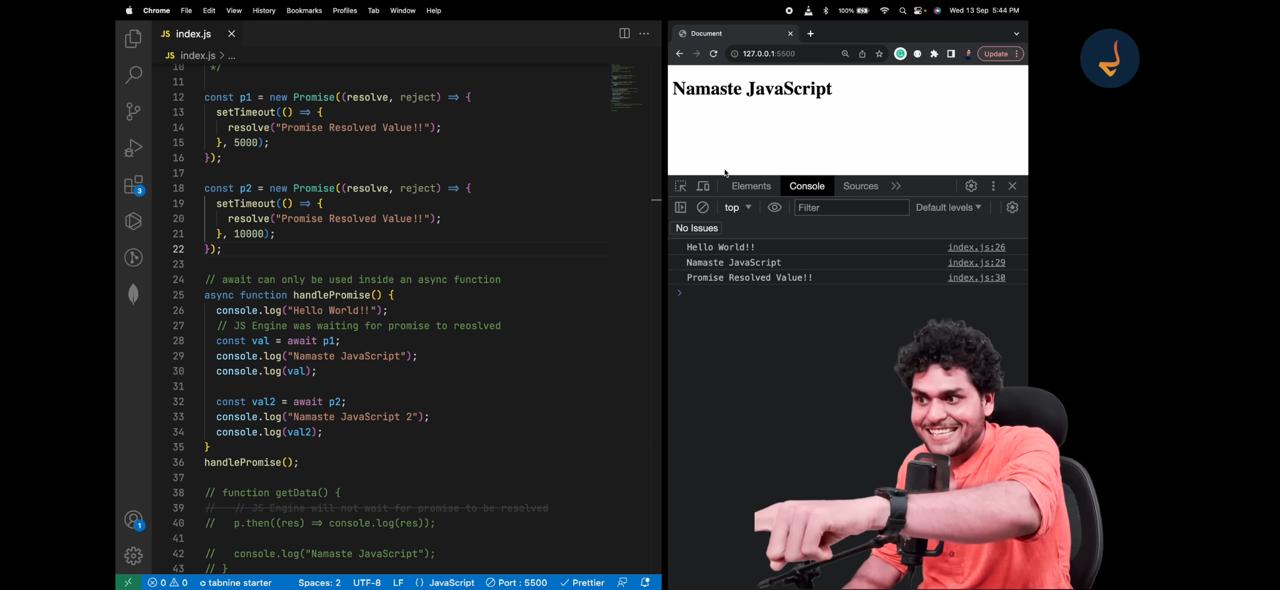 Chrome File Edit View History Bookmarks Profiles Tab Window Help 100% Wed 13 Sep 5:44 PM
JS index.js
JS index.js > ...
10 */
11
12 const p1 = new Promise((resolve, reject) => {
13 setTimeout(() => {
14 resolve("Promise Resolved Value!!");
15 }, 5000);
16 });
17
18 const p2 = new Promise((resolve, reject) => {
19 setTimeout(() => {
20 resolve("Promise Resolved Value!!");
21 }, 10000);
22 });
23
24 // await can only be used inside an async function
25 async function handlePromise() {
26 console.log("Hello World!!");
27 // JS Engine was waiting for promise to reoslved
28 const val = await p1;
29 console.log("Namaste JavaScript");
30 console.log(val);
31
32 const val2 = await p2;
33 console.log("Namaste JavaScript 2");
34 console.log(val2);
35 }
36 handlePromise();
37
38 // function getData() {
39 // // JS Engine will not wait for promise to be resolved
40 // p.then((res) => console.log(res));
41
42 // console.log("Namaste JavaScript");
43 // }
3
1
0 0 tabnine starter Spaces: 2 UTF-8 LF {} JavaScript Port : 5500 Prettier
Document
127.0.0.1:5500 Update
Namaste JavaScript
Elements Console Sources
top Filter Default levels
No Issues
Hello World!! index.js:26
Namaste JavaScript index.js:29
Promise Resolved Value!! index.js:30